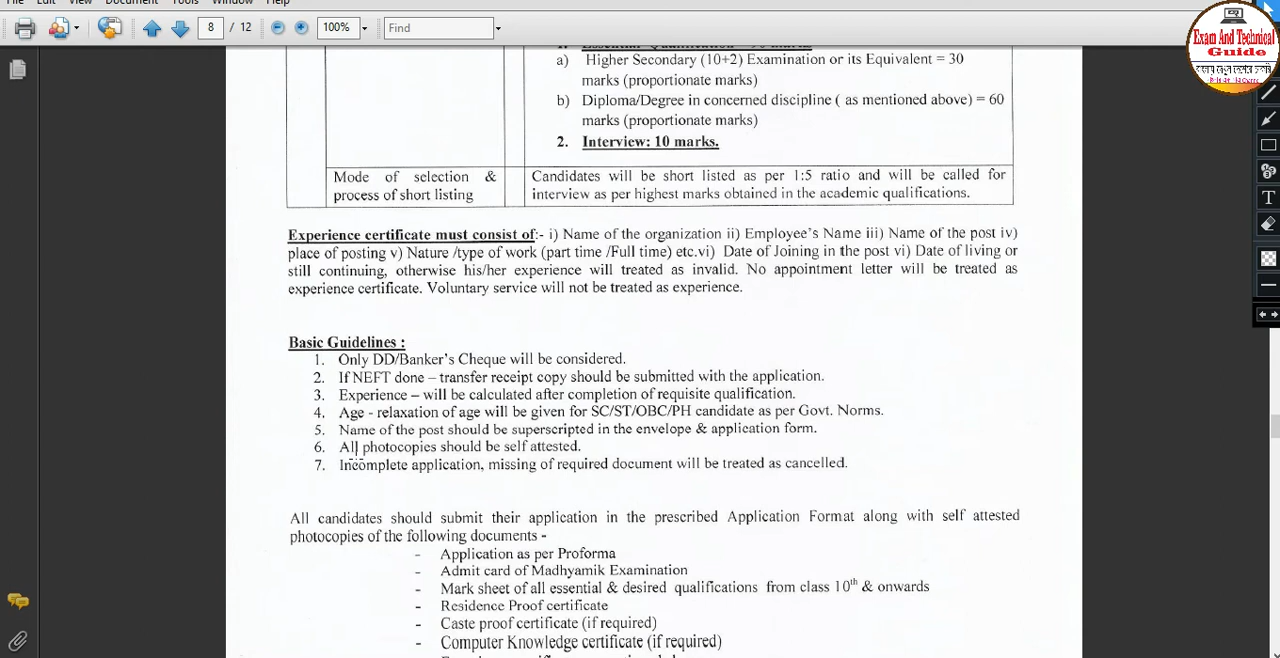 File Edit View Document Tools Window Help
8 / 12 100% Find
Exam And Technical
Guide
1. Essential Qualification = 90 marks
a) Higher Secondary (10+2) Examination or its Equivalent = 30
marks (proportionate marks)
b) Diploma/Degree in concerned discipline ( as mentioned above) = 60
marks (proportionate marks)
2. Interview: 10 marks.
Mode of selection &
process of short listing
Candidates will be short listed as per 1:5 ratio and will be called for
interview as per highest marks obtained in the academic qualifications.
Experience certificate must consist of:- i) Name of the organization ii) Employee's Name iii) Name of the post iv)
place of posting v) Nature /type of work (part time /Full time) etc.vi) Date of Joining in the post vi) Date of living or
still continuing, otherwise his/her experience will treated as invalid. No appointment letter will be treated as
experience certificate. Voluntary service will not be treated as experience.
Basic Guidelines :
1. Only DD/Banker's Cheque will be considered.
2. If NEFT done – transfer receipt copy should be submitted with the application.
3. Experience – will be calculated after completion of requisite qualification.
4. Age - relaxation of age will be given for SC/ST/OBC/PH candidate as per Govt. Norms.
5. Name of the post should be superscripted in the envelope & application form.
6. All photocopies should be self attested.
7. Incomplete application, missing of required document will be treated as cancelled.
All candidates should submit their application in the prescribed Application Format along with self attested
photocopies of the following documents -
- Application as per Proforma
- Admit card of Madhyamik Examination
- Mark sheet of all essential & desired qualifications from class 10th & onwards
- Residence Proof certificate
- Caste proof certificate (if required)
- Computer Knowledge certificate (if required)